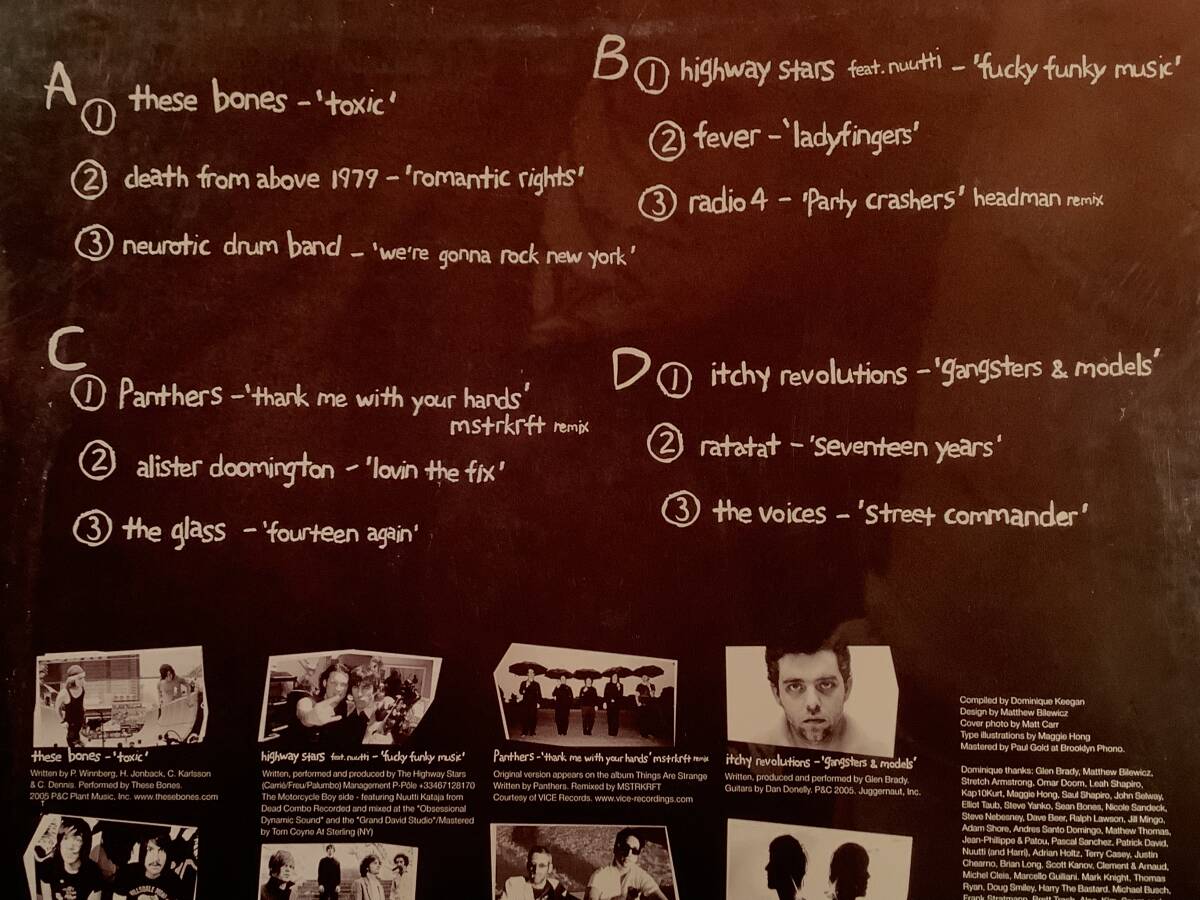 A
① these bones – 'toxic'
② death from above 1979 – 'romantic rights'
③ neurotic drum band – 'we're gonna rock new york'
B
① highway stars feat. nuutti – 'fucky funky music'
② fever – 'ladyfingers'
③ radio 4 – 'Party crashers' headman remix
C
① Panthers – 'thank me with your hands'
mstrkrft remix
② alister doomington – 'lovin the fix'
③ the glass – 'fourteen again'
D
① itchy revolutions – 'gangsters & models'
② ratatat – 'seventeen years'
③ the voices – 'street commander'
these bones – 'toxic'
Written by P. Winnberg, H. Jonback, C. Karlsson
& C. Dennis. Performed by These Bones.
2005 P&C Plant Music, Inc. www.thesebones.com
highway stars feat. nuutti – 'fucky funky music'
Written, performed and produced by The Highway Stars
(Carrié/Freu/Palumbo) Management P-Pôle +33467128170
The Motorcycle Boy side - featuring Nuutti Kataja from
Dead Combo Recorded and mixed at the "Obsessional
Dynamic Sound" and the "Grand David Studio"/Mastered
by Tom Coyne At Sterling (NY)
Panthers – 'thank me with your hands' mstrkrft remix
Original version appears on the album Things Are Strange
Written by Panthers. Remixed by MSTRKRFT
Courtesy of VICE Records. www.vice-recordings.com
itchy revolutions – 'gangsters & models'
Written, produced and performed by Glen Brady.
Guitars by Dan Donelly. P&C 2005. Juggernaut, Inc.
Compiled by Dominique Keegan
Design by Matthew Bilewicz
Cover photo by Matt Carr
Type illustrations by Maggie Hong
Mastered by Paul Gold at Brooklyn Phono.
Dominique thanks: Glen Brady, Matthew Bilewicz,
Stretch Armstrong, Omar Doom, Leah Shapiro,
Kap10Kurt, Maggie Hong, Saul Shapiro, John Selway,
Elliot Taub, Steve Yanko, Sean Bones, Nicole Sandeck,
Steve Nebesney, Dave Beer, Ralph Lawson, Jill Mingo,
Adam Shore, Andres Santo Domingo, Mathew Thomas,
Jean-Philippe & Patou, Pascal Sanchez, Patrick David,
Nuutti (and Harri), Adrian Holtz, Terry Casey, Justin
Chearno, Brian Long, Scott Kanov, Clement & Arnaud,
Michel Cleis, Marcello Guiliani. Mark Knight, Thomas
Ryan, Doug Smiley, Harry The Bastard. Michael Busch,